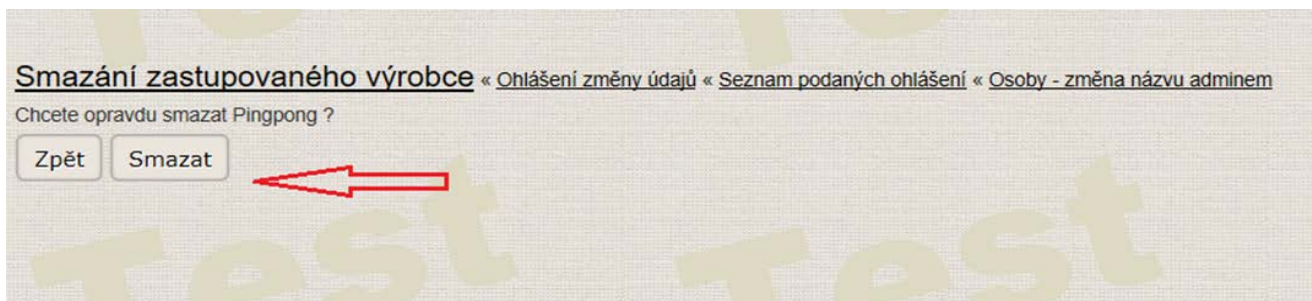 Smazání zastupovaného výrobce « Ohlášení změny údajů « Seznam podaných ohlášení « Osoby - změna názvu adminem
Chcete opravdu smazat Pingpong ?
Zpět Smazat
Test Test